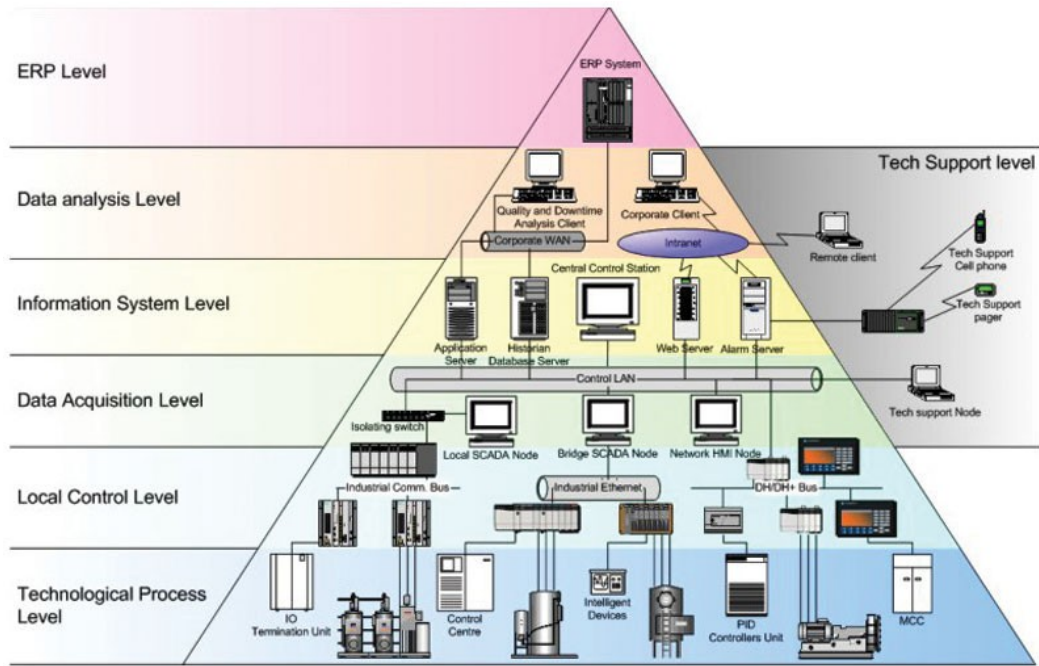 ERP Level
ERP System
Tech Support level
Data analysis Level
Quality and Downtime
Analysis Client
Corporate Client
Corporate WAN
Intranet
Remote client
Tech Support
Cell phone
Information System Level
Central Control Station
Tech Support
pager
Application
Server
Historian
Database Server
Web Server
Alarm Server
Data Acquisition Level
Control LAN
Tech support Node
Isolating switch
Local SCADA Node
Bridge SCADA Node
Network HMI Node
Local Control Level
Industrial Comm. Bus
Industrial Ethernet
DH/DH+ Bus
Technological Process
Level
IO
Termination Unit
Control
Centre
Intelligent
Devices
PID
Controllers Unit
MCC